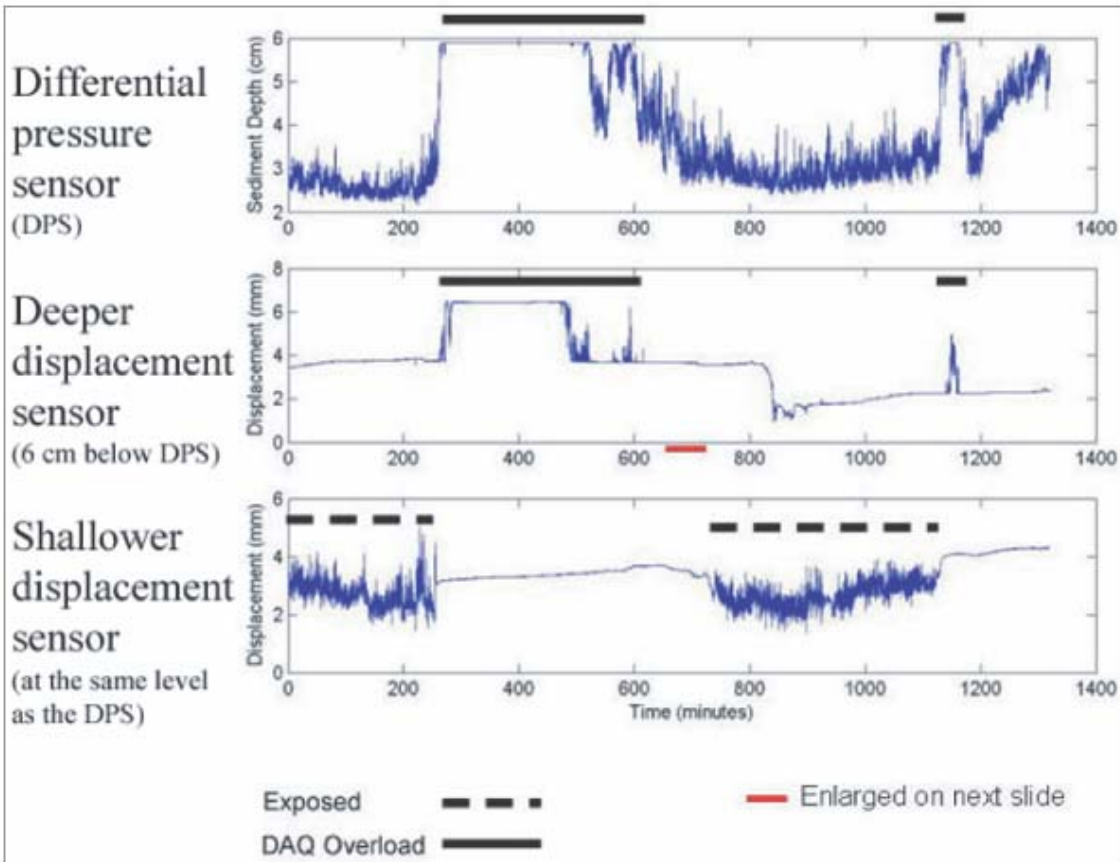 Differential
pressure
sensor
(DPS)
Sediment Depth (cm)
6
5
4
3
2
0 200 400 600 800 1000 1200 1400
Deeper
displacement
sensor
(6 cm below DPS)
Displacement (mm)
8
6
4
2
0
0 200 400 600 800 1000 1200 1400
Shallower
displacement
sensor
(at the same level
as the DPS)
Displacement (mm)
6
4
2
0
0 200 400 600 800 1000 1200 1400
Time (minutes)
Exposed
DAQ Overload
Enlarged on next slide